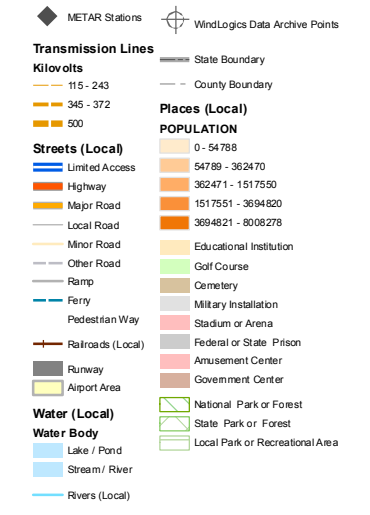 METAR Stations
Transmission Lines
Kilovolts
115 - 243
345 - 372
500
Streets (Local)
Limited Access
Highway
Major Road
Local Road
Minor Road
Other Road
Ramp
Ferry
Pedestrian Way
Railroads (Local)
Runway
Airport Area
Water (Local)
Water Body
Lake / Pond
Stream / River
Rivers (Local)
WindLogics Data Archive Points
State Boundary
County Boundary
Places (Local)
POPULATION
0 - 54788
54789 - 362470
362471 - 1517550
1517551 - 3694820
3694821 - 8008278
Educational Institution
Golf Course
Cemetery
Military Installation
Stadium or Arena
Federal or State Prison
Amusement Center
Government Center
National Park or Forest
State Park or Forest
Local Park or Recreational Area